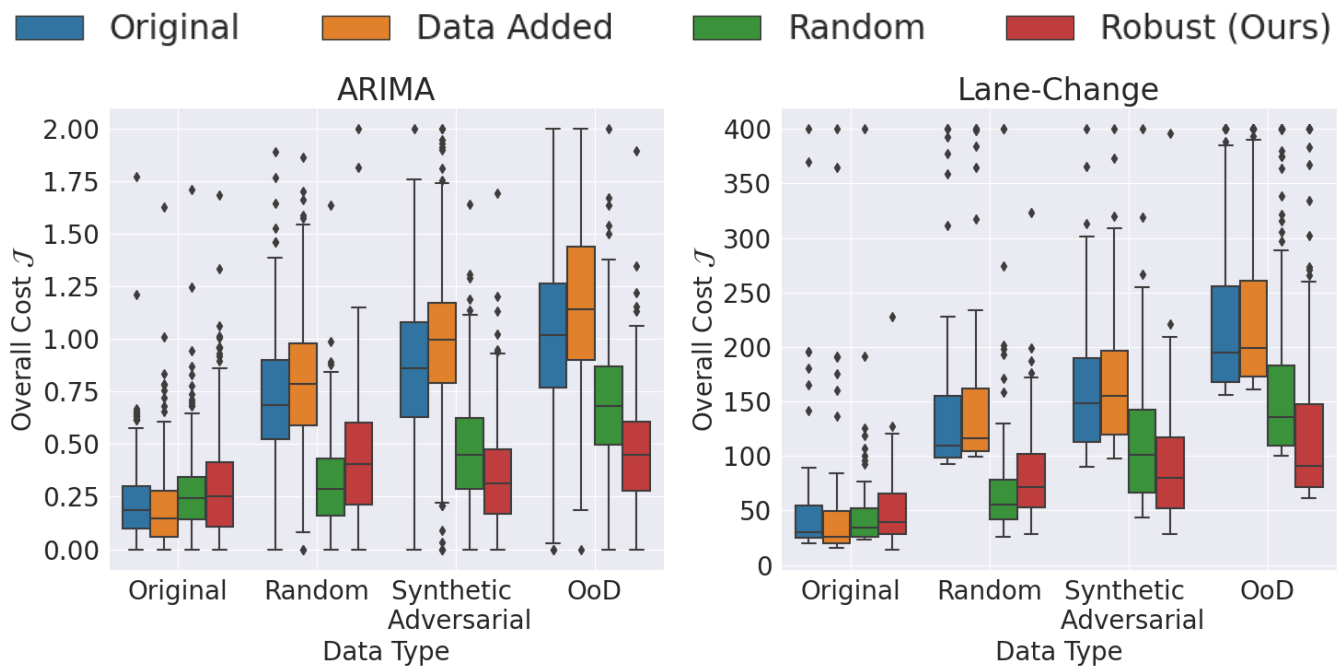 Original Data Added Random Robust (Ours)
ARIMA
Overall Cost 𝒥
2.00
1.75
1.50
1.25
1.00
0.75
0.50
0.25
0.00
Original Random Synthetic OoD
Adversarial
Data Type
Lane-Change
Overall Cost 𝒥
400
350
300
250
200
150
100
50
0
Original Random Synthetic OoD
Adversarial
Data Type